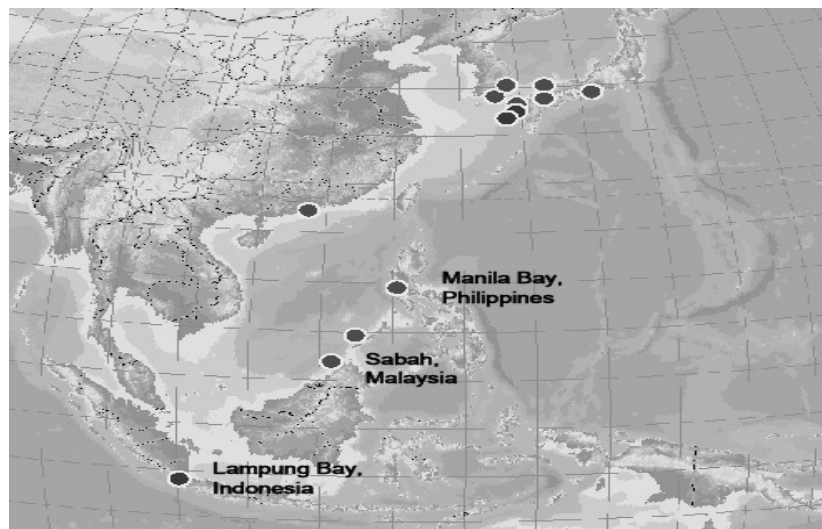 Manila Bay,
Philippines
Sabah,
Malaysia
Lampung Bay,
Indonesia